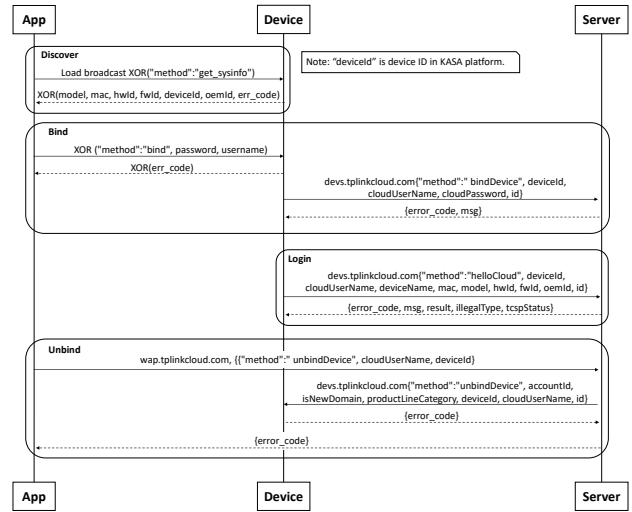 App Device Server
Discover
Note: “deviceId” is device ID in KASA platform.
Load broadcast XOR("method":"get_sysinfo")
XOR(model, mac, hwId, fwId, deviceId, oemId, err_code)
Bind
XOR ("method":"bind", password, username)
XOR(err_code)
devs.tplinkcloud.com{"method":" bindDevice", deviceId,
cloudUserName, cloudPassword, id}
{error_code, msg}
Login
devs.tplinkcloud.com{"method":"helloCloud", deviceId,
cloudUserName, deviceName, mac, model, hwId, fwId, oemId, id}
{error_code, msg, result, illegalType, tcspStatus}
Unbind
wap.tplinkcloud.com, {{"method":" unbindDevice", cloudUserName, deviceId}
devs.tplinkcloud.com{"method":"unbindDevice", accountId,
isNewDomain, productLineCategory, deviceId, cloudUserName, id}
{error_code}
{error_code}
App Device Server